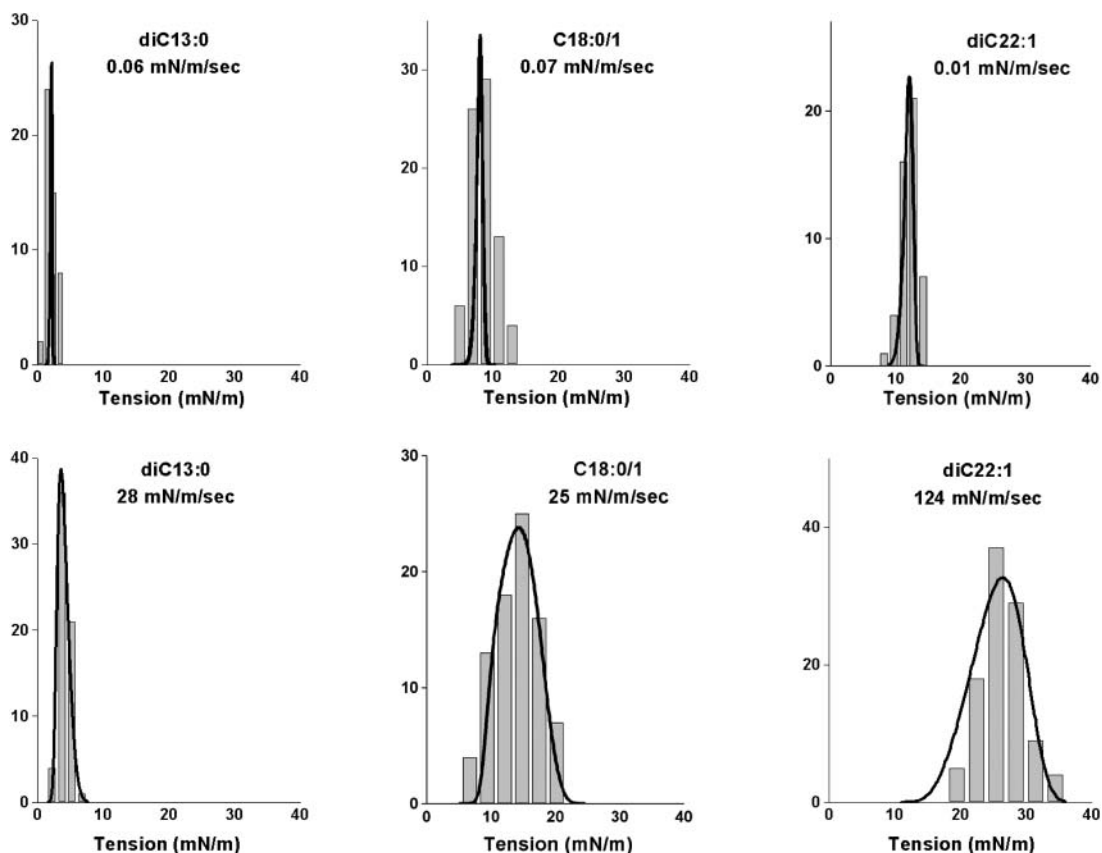 diC13:0
0.06 mN/m/sec
30
20
10
0
0 10 20 30 40
Tension (mN/m)
C18:0/1
0.07 mN/m/sec
30
20
10
0
0 10 20 30 40
Tension (mN/m)
diC22:1
0.01 mN/m/sec
20
10
0
0 10 20 30 40
Tension (mN/m)
diC13:0
28 mN/m/sec
40
30
20
10
0
0 10 20 30 40
Tension (mN/m)
C18:0/1
25 mN/m/sec
30
20
10
0
0 10 20 30 40
Tension (mN/m)
diC22:1
124 mN/m/sec
40
20
0
0 20 30 40
Tension (mN/m)